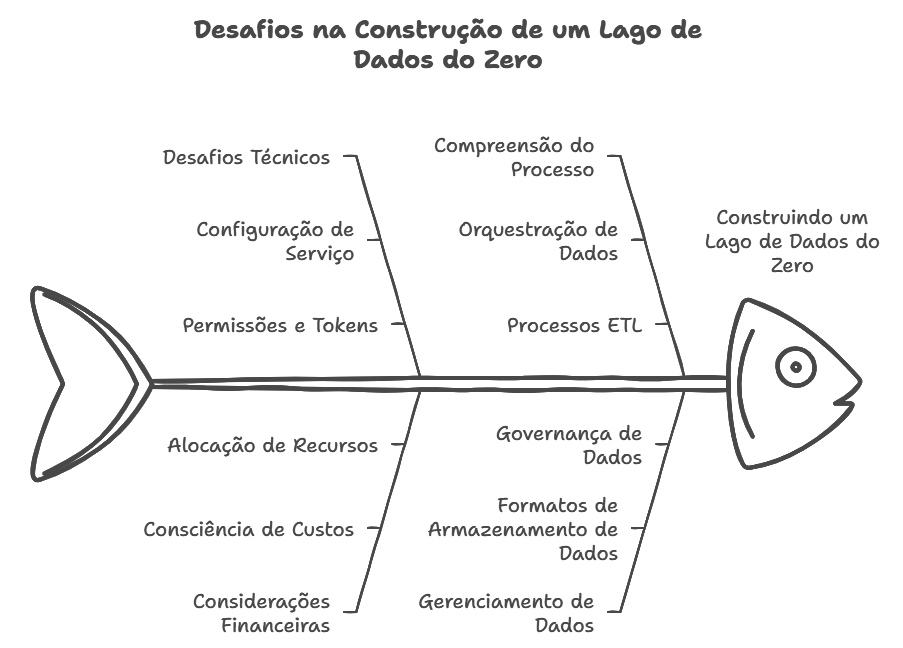 Desafios na Construção de um Lago de
Dados do Zero
Desafios Técnicos
Configuração de
Serviço
Permissões e Tokens
Compreensão do
Processo
Orquestração de
Dados
Processos ETL
Construindo um
Lago de Dados do
Zero
Alocação de Recursos
Consciência de Custos
Considerações
Financeiras
Governança de
Dados
Formatos de
Armazenamento de
Dados
Gerenciamento de
Dados